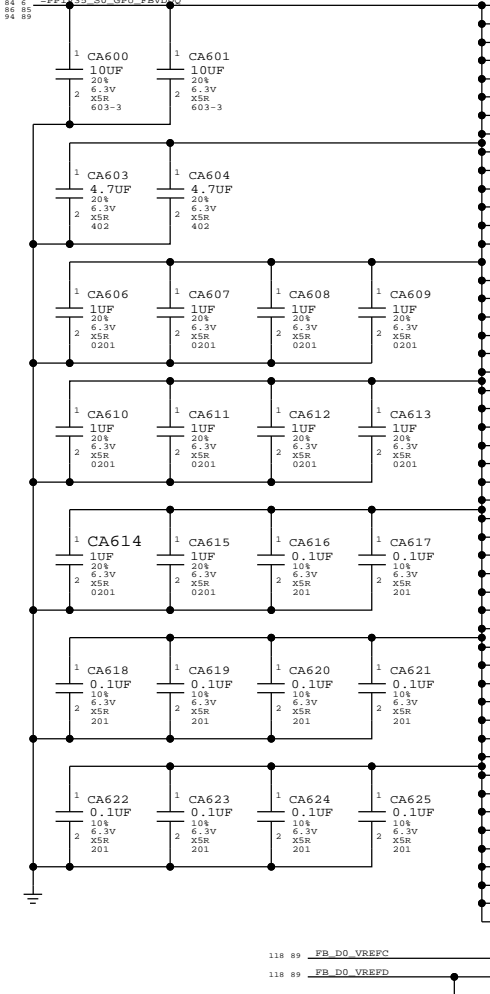 84 6
86 85
94 89
1 CA600 1 CA601
10UF 10UF
20% 20%
6.3V 6.3V
2 X5R 2 X5R
603-3 603-3
1 CA603 1 CA604
4.7UF 4.7UF
20% 20%
6.3V 6.3V
2 X5R 2 X5R
402 402
1 CA606 1 CA607 1 CA608 1 CA609
1UF 1UF 1UF 1UF
20% 20% 20% 20%
6.3V 6.3V 6.3V 6.3V
2 X5R 2 X5R 2 X5R 2 X5R
0201 0201 0201 0201
1 CA610 1 CA611 1 CA612 1 CA613
1UF 1UF 1UF 1UF
20% 20% 20% 20%
6.3V 6.3V 6.3V 6.3V
2 X5R 2 X5R 2 X5R 2 X5R
0201 0201 0201 0201
1 CA614 1 CA615 1 CA616 1 CA617
1UF 1UF 0.1UF 0.1UF
20% 20% 10% 10%
6.3V 6.3V 6.3V 6.3V
2 X5R 2 X5R 2 X5R 2 X5R
0201 0201 201 201
1 CA618 1 CA619 1 CA620 1 CA621
0.1UF 0.1UF 0.1UF 0.1UF
10% 10% 10% 10%
6.3V 6.3V 6.3V 6.3V
2 X5R 2 X5R 2 X5R 2 X5R
201 201 201 201
1 CA622 1 CA623 1 CA624 1 CA625
0.1UF 0.1UF 0.1UF 0.1UF
10% 10% 10% 10%
6.3V 6.3V 6.3V 6.3V
2 X5R 2 X5R 2 X5R 2 X5R
201 201 201 201
118 89 FB_D0_VREFC
118 89 FB_D0_VREFD